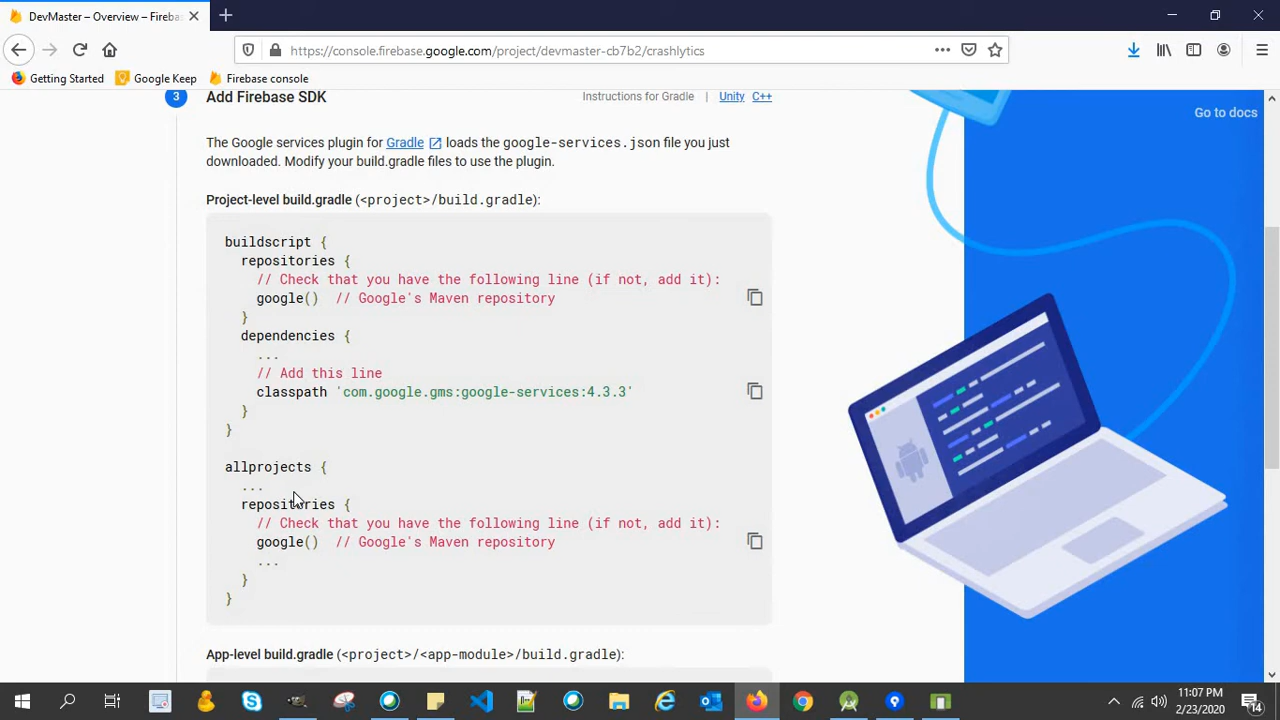 DevMaster – Overview – Fireba
https://console.firebase.google.com/project/devmaster-cb7b2/crashlytics
Getting Started
Google Keep
Firebase console
3
Add Firebase SDK
Instructions for Gradle | Unity C++
Go to docs
The Google services plugin for Gradle loads the google-services.json file you just
downloaded. Modify your build.gradle files to use the plugin.
Project-level build.gradle (<project>/build.gradle):
buildscript {
repositories {
// Check that you have the following line (if not, add it):
google() // Google's Maven repository
}
dependencies {
...
// Add this line
classpath 'com.google.gms:google-services:4.3.3'
}
}
allprojects {
...
repositories {
// Check that you have the following line (if not, add it):
google() // Google's Maven repository
...
}
}
App-level build.gradle (<project>/<app-module>/build.gradle):
11:07 PM
2/23/2020
14